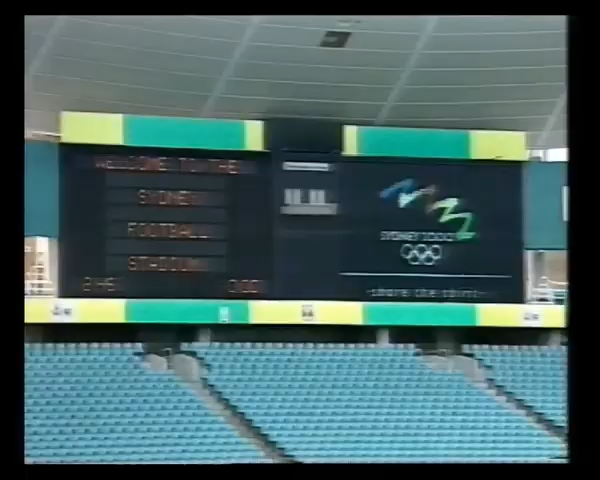 WELCOME TO THE
SYDNEY
FOOTBALL
STADIUM
SYDNEY 2000
share the spirit